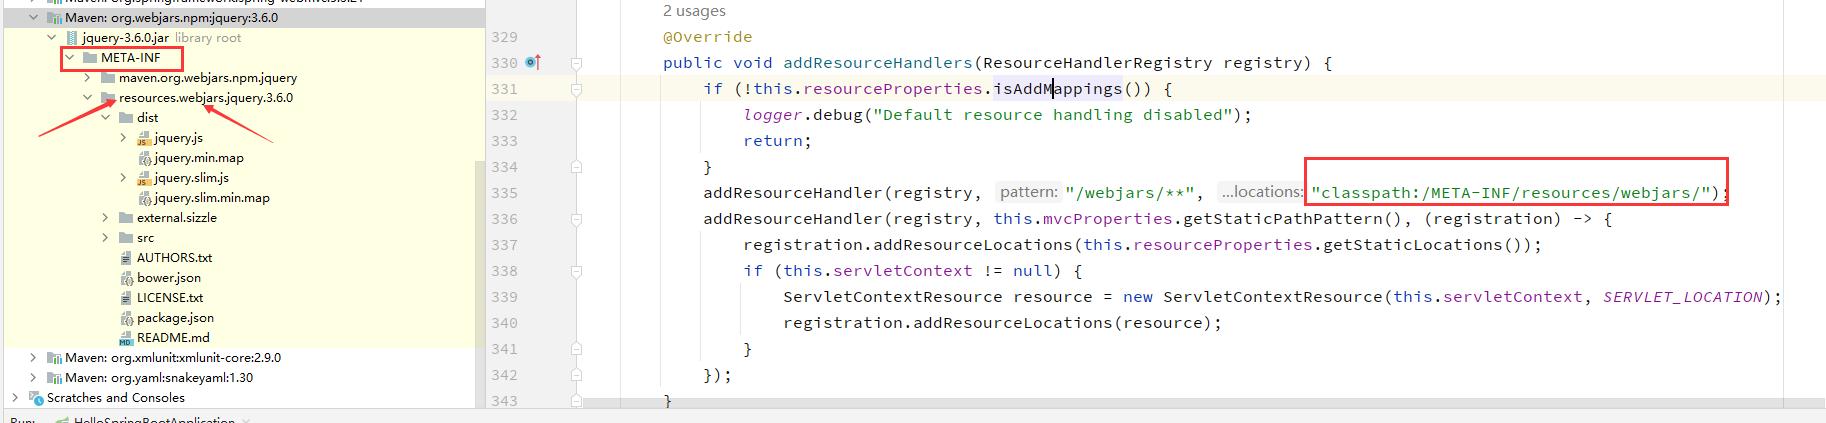 Maven: org.webjars.npm:jquery:3.6.0
jquery-3.6.0.jar library root
META-INF
maven.org.webjars.npm.jquery
resources.webjars.jquery.3.6.0
dist
jquery.js
jquery.min.map
jquery.slim.js
jquery.slim.min.map
external.sizzle
src
AUTHORS.txt
bower.json
LICENSE.txt
package.json
README.md
Maven: org.xmlunit:xmlunit-core:2.9.0
Maven: org.yaml:snakeyaml:1.30
Scratches and Consoles
2 usages
329 @Override
330 public void addResourceHandlers(ResourceHandlerRegistry registry) {
331 if (!this.resourceProperties.isAddMappings()) {
332 logger.debug("Default resource handling disabled");
333 return;
334 }
335 addResourceHandler(registry, pattern: "/webjars/**", ...locations: "classpath:/META-INF/resources/webjars/");
336 addResourceHandler(registry, this.mvcProperties.getStaticPathPattern(), (registration) -> {
337 registration.addResourceLocations(this.resourceProperties.getStaticLocations());
338 if (this.servletContext != null) {
339 ServletContextResource resource = new ServletContextResource(this.servletContext, SERVLET_LOCATION);
340 registration.addResourceLocations(resource);
341 }
342 });
343 }
Run: HelloSpringBootApplication